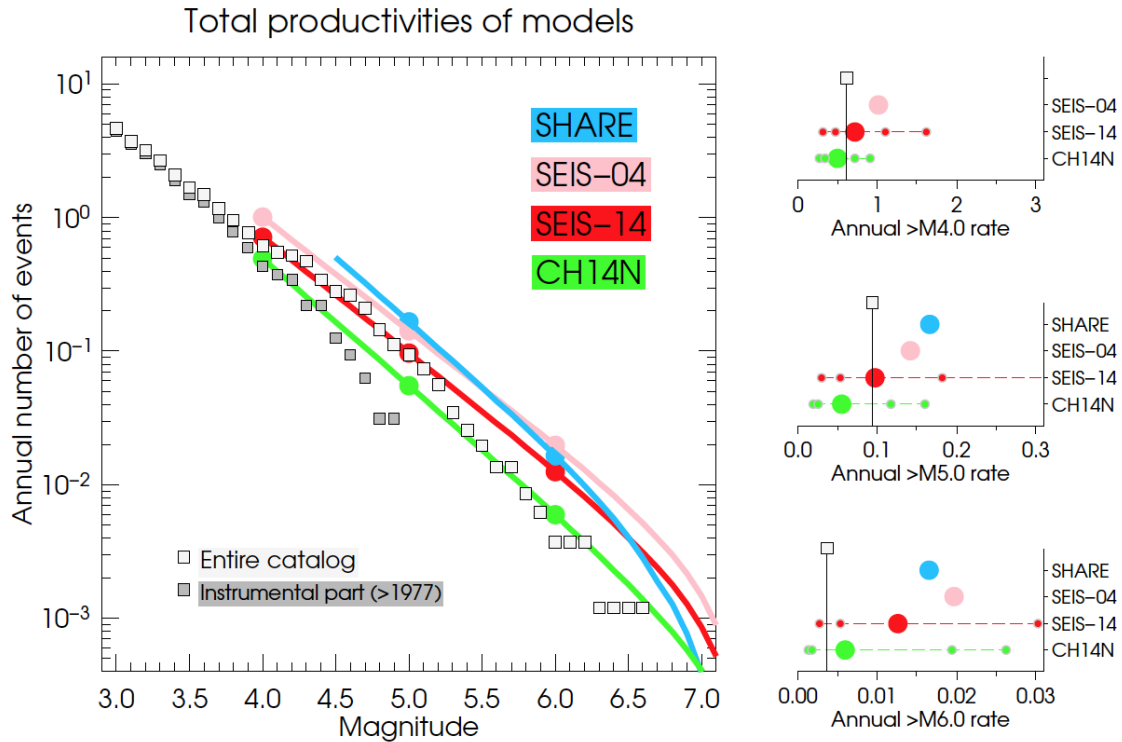 Total productivities of models
Annual number of events
10¹
10⁰
10⁻¹
10⁻²
10⁻³
SHARE
SEIS−04
SEIS−14
CH14N
Entire catalog
Instrumental part (>1977)
3.0 3.5 4.0 4.5 5.0 5.5 6.0 6.5 7.0
Magnitude
SEIS−04
SEIS−14
CH14N
0 1 2 3
Annual >M4.0 rate
SHARE
SEIS−04
SEIS−14
CH14N
0.0 0.1 0.2 0.3
Annual >M5.0 rate
SHARE
SEIS−04
SEIS−14
CH14N
0.00 0.01 0.02 0.03
Annual >M6.0 rate